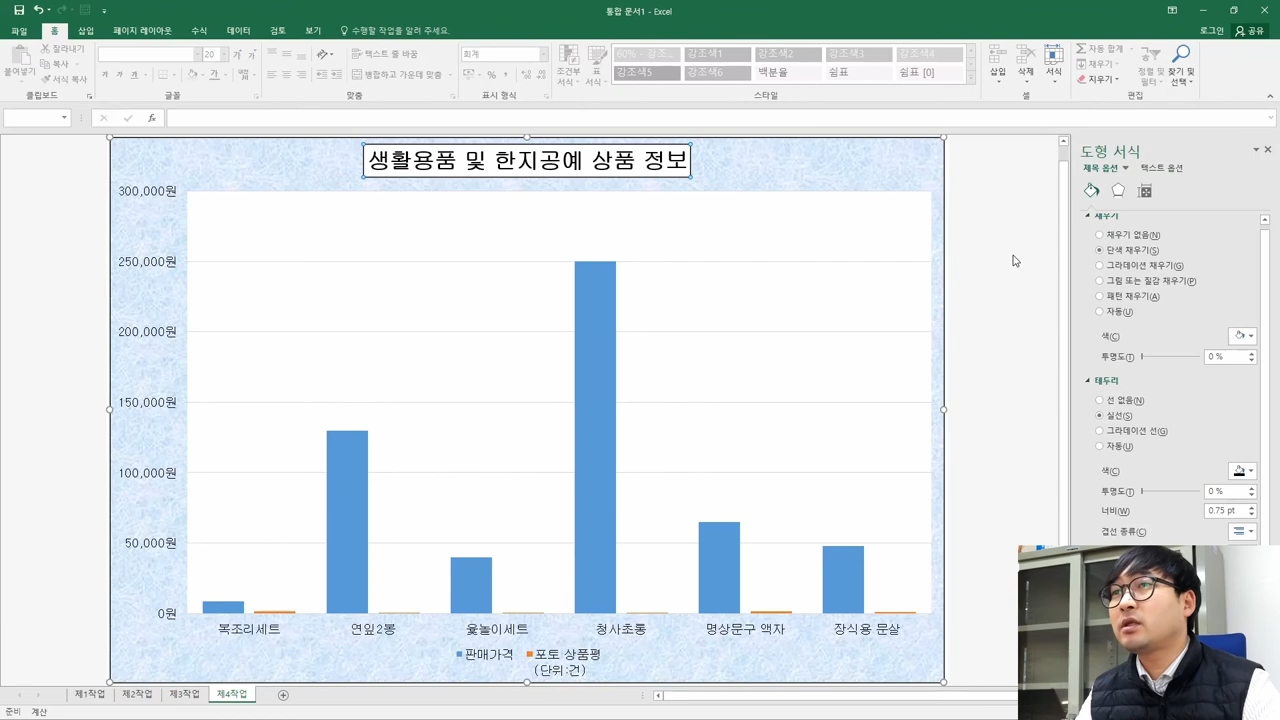 통합 문서1 - Excel
파일 홈 삽입 페이지 레이아웃 수식 데이터 검토 보기 수행할 작업을 알려 주세요. 로그인 공유
붙여넣기
잘라내기
복사
서식 복사
클립보드
20
가 가
가 가 가
글꼴
텍스트 줄 바꿈
병합하고 가운데 맞춤
맞춤
회계
%
표시 형식
조건부 서식
표 서식
60% - 강조... 강조색1 강조색2 강조색3 강조색4
강조색5 강조색6 백분율 쉼표 쉼표 [0]
스타일
삽입 삭제 서식
셀
자동 합계
채우기
지우기
정렬 및 필터
찾기 및 선택
편집
fx
생활용품 및 한지공예 상품 정보
300,000원
250,000원
200,000원
150,000원
100,000원
50,000원
0원
복조리세트 연잎2롱 윷놀이세트 청사초롱 명상문구 액자 장식용 문살
판매가격 포토 상품평
(단위:건)
도형 서식
제목 옵션 텍스트 옵션
채우기
채우기 없음(N)
단색 채우기(S)
그라데이션 채우기(G)
그림 또는 질감 채우기(P)
패턴 채우기(A)
자동(U)
색(C)
투명도(T) 0 %
테두리
선 없음(N)
실선(S)
그라데이션 선(G)
자동(U)
색(C)
투명도(T) 0 %
너비(W) 0.75 pt
겹선 종류(C)
제1작업 제2작업 제3작업 제4작업
준비 계산